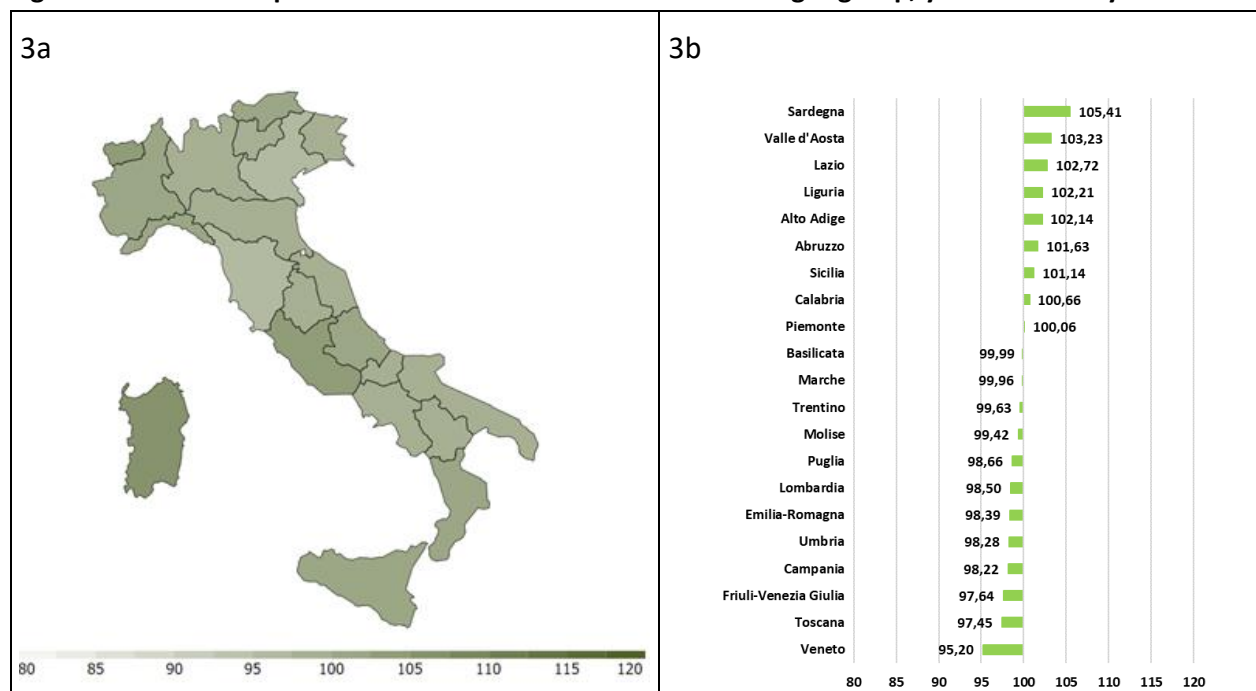 3a
80 85 90 95 100 105 110 115 120
3b
Sardegna 105,41
Valle d'Aosta 103,23
Lazio 102,72
Liguria 102,21
Alto Adige 102,14
Abruzzo 101,63
Sicilia 101,14
Calabria 100,66
Piemonte 100,06
Basilicata 99,99
Marche 99,96
Trentino 99,63
Molise 99,42
Puglia 98,66
Lombardia 98,50
Emilia-Romagna 98,39
Umbria 98,28
Campania 98,22
Friuli-Venezia Giulia 97,64
Toscana 97,45
Veneto 95,20
80 85 90 95 100 105 110 115 120